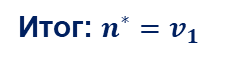 Итог: n* = v₁